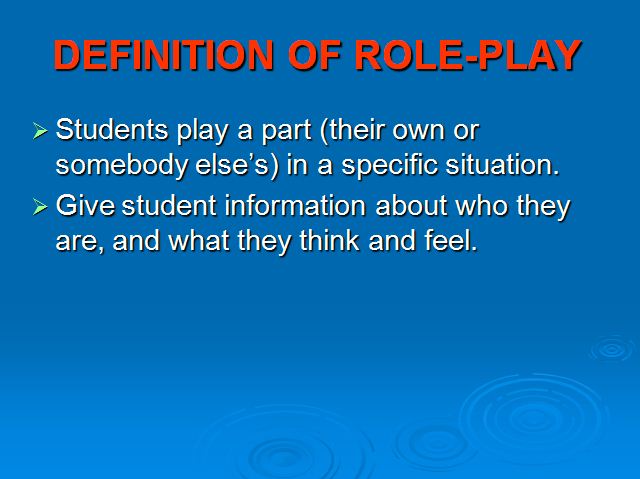 DEFINITION OF ROLE-PLAY
Students play a part (their own or
somebody else's) in a specific situation.
Give student information about who they
are, and what they think and feel.